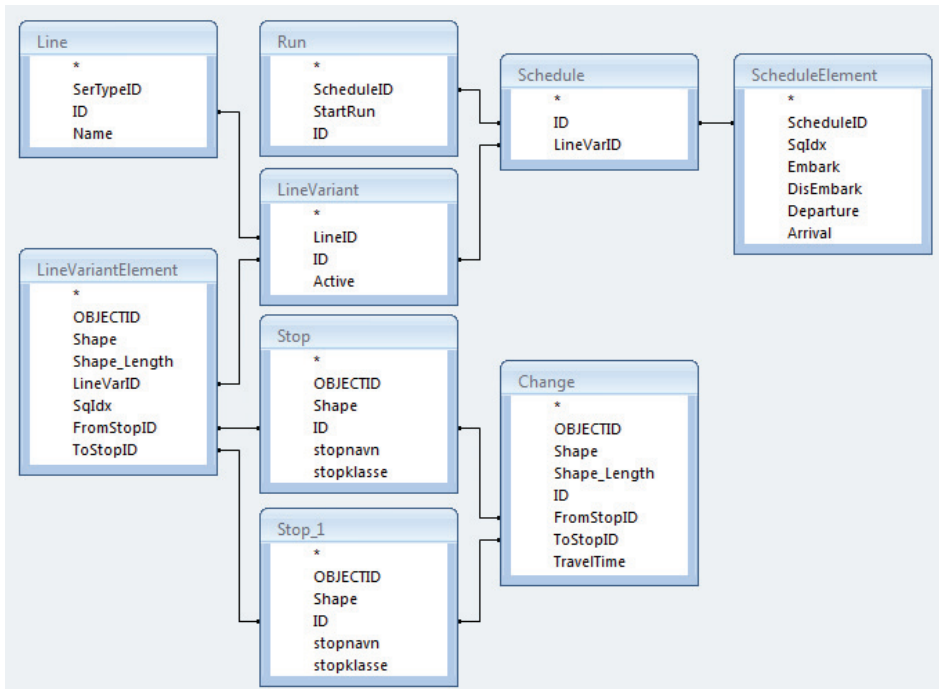 Line
*
SerTypeID
ID
Name
Run
*
ScheduleID
StartRun
ID
Schedule
*
ID
LineVarID
ScheduleElement
*
ScheduleID
SqIdx
Embark
DisEmbark
Departure
Arrival
LineVariant
*
LineID
ID
Active
LineVariantElement
*
OBJECTID
Shape
Shape_Length
LineVarID
SqIdx
FromStopID
ToStopID
Stop
*
OBJECTID
Shape
ID
stopnavn
stopklasse
Change
*
OBJECTID
Shape
Shape_Length
ID
FromStopID
ToStopID
TravelTime
Stop_1
*
OBJECTID
Shape
ID
stopnavn
stopklasse